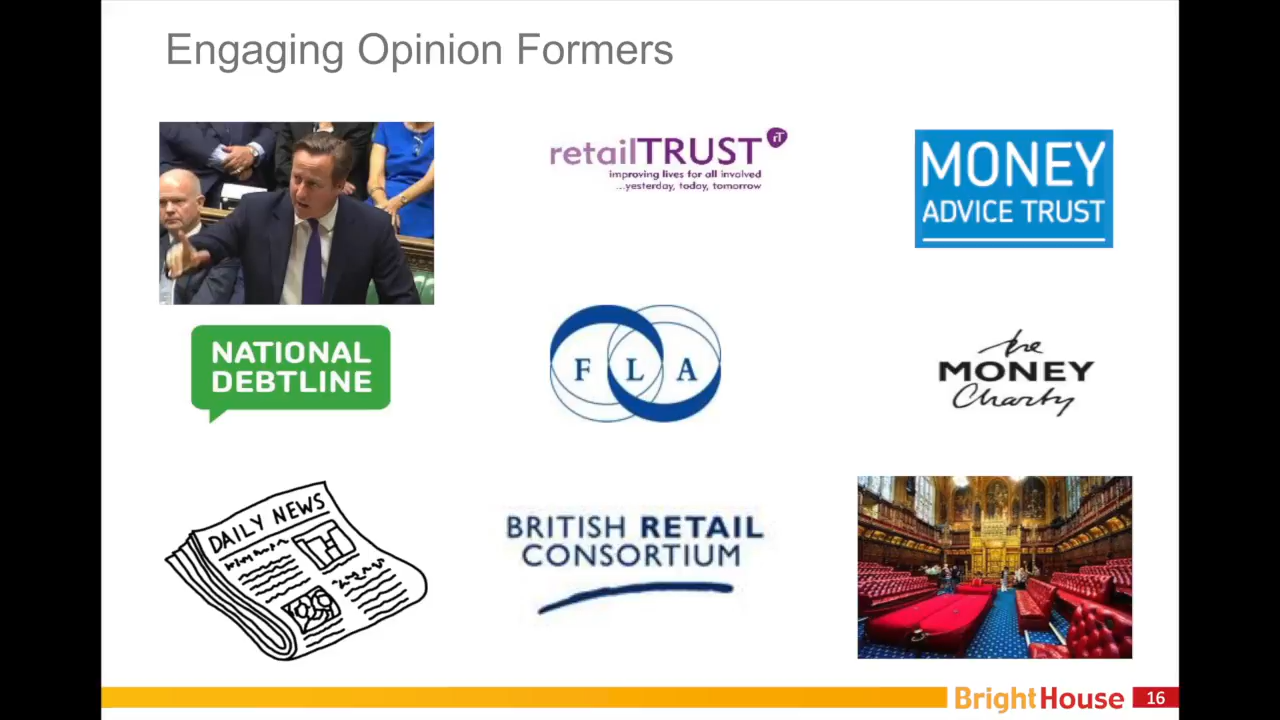 Engaging Opinion Formers
retailTRUST rT
improving lives for all involved
...yesterday, today, tomorrow
MONEY
ADVICE TRUST
NATIONAL
DEBTLINE
F L A
the
MONEY
Charity
DAILY NEWS
BRITISH RETAIL
CONSORTIUM
BrightHouse 16